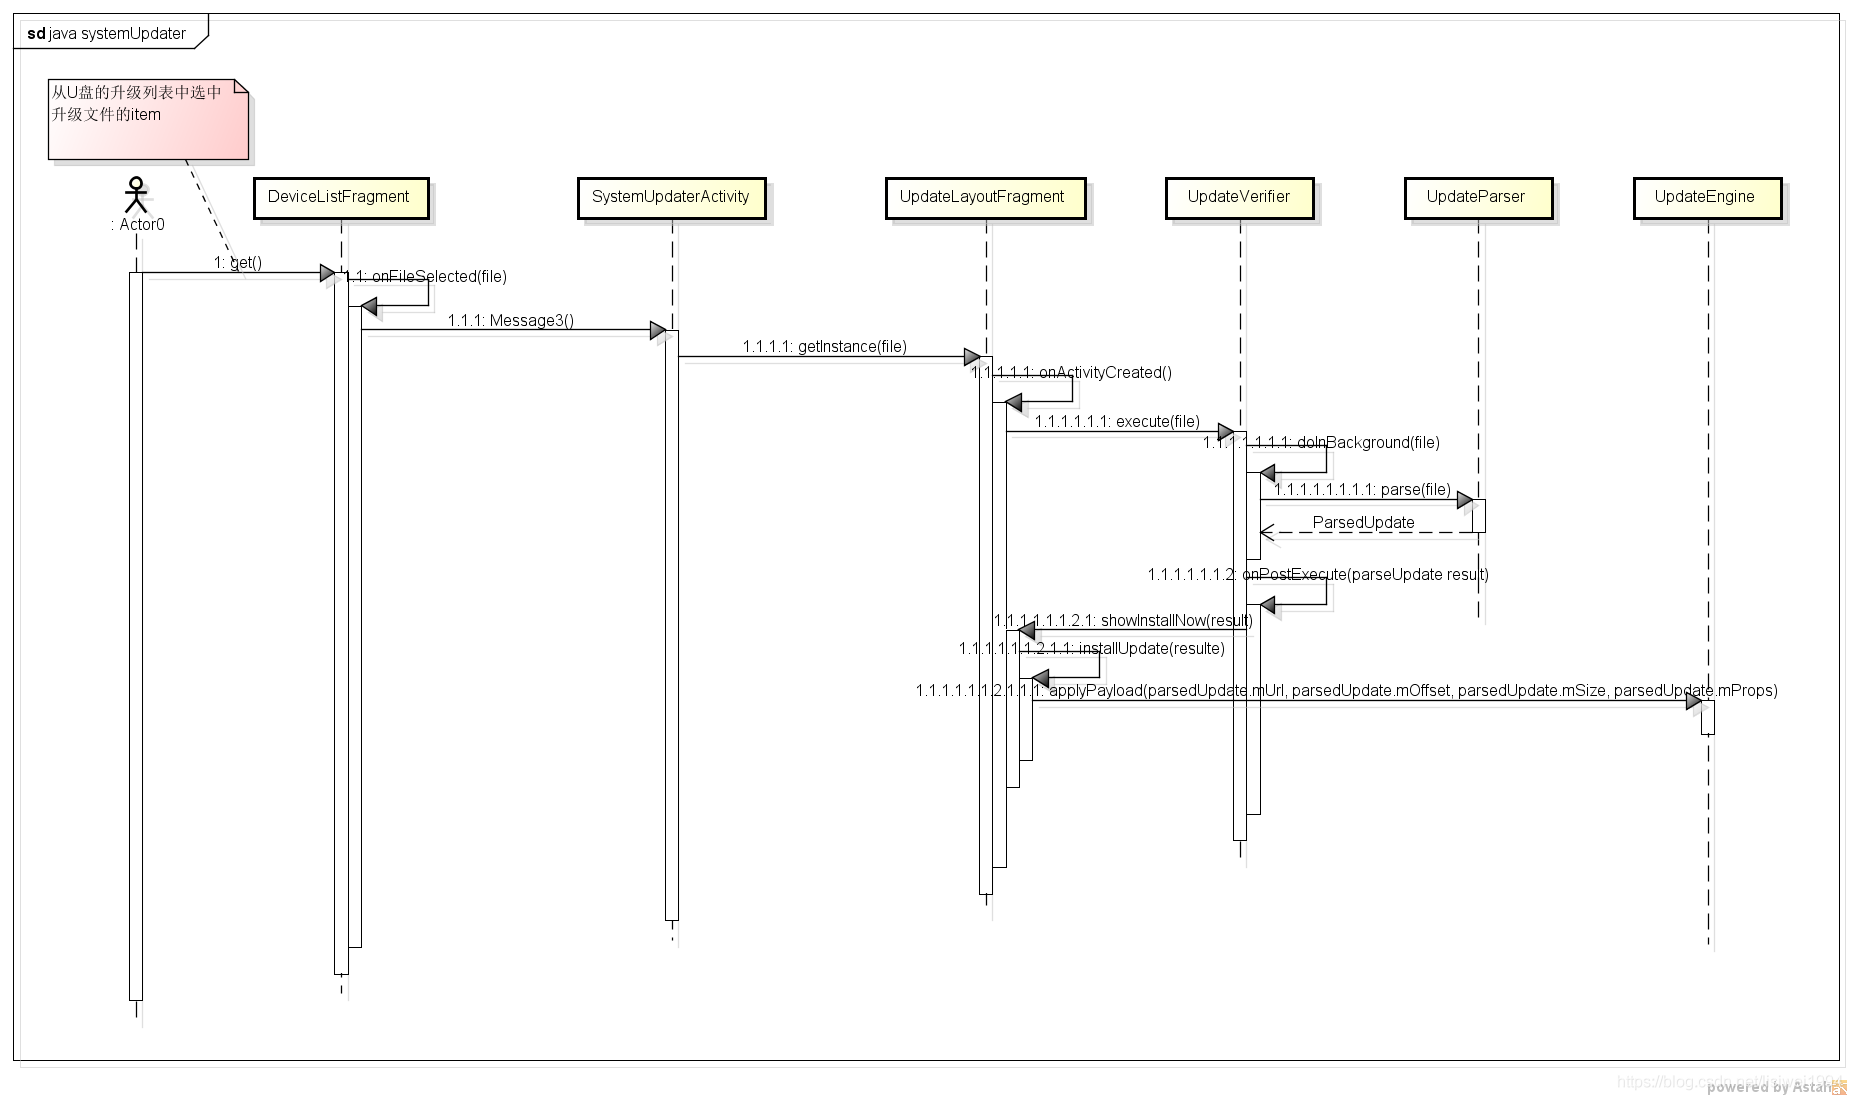 sd java systemUpdater
从U盘的升级列表中选中
升级文件的item
: Actor0
DeviceListFragment
SystemUpdaterActivity
UpdateLayoutFragment
UpdateVerifier
UpdateParser
UpdateEngine
1: get()
1.1: onFileSelected(file)
1.1.1: Message3()
1.1.1.1: getInstance(file)
1.1.1.1.1: onActivityCreated()
1.1.1.1.1.1: execute(file)
1.1.1.1.1.1.1: doInBackground(file)
1.1.1.1.1.1.1.1: parse(file)
ParsedUpdate
1.1.1.1.1.1.2: onPostExecute(parseUpdate result)
1.1.1.1.1.1.2.1: showInstallNow(result)
1.1.1.1.1.1.2.1.1: installUpdate(resulte)
1.1.1.1.1.1.2.1.1.1: applyPayload(parsedUpdate.mUrl, parsedUpdate.mOffset, parsedUpdate.mSize, parsedUpdate.mProps)
powered by Astah